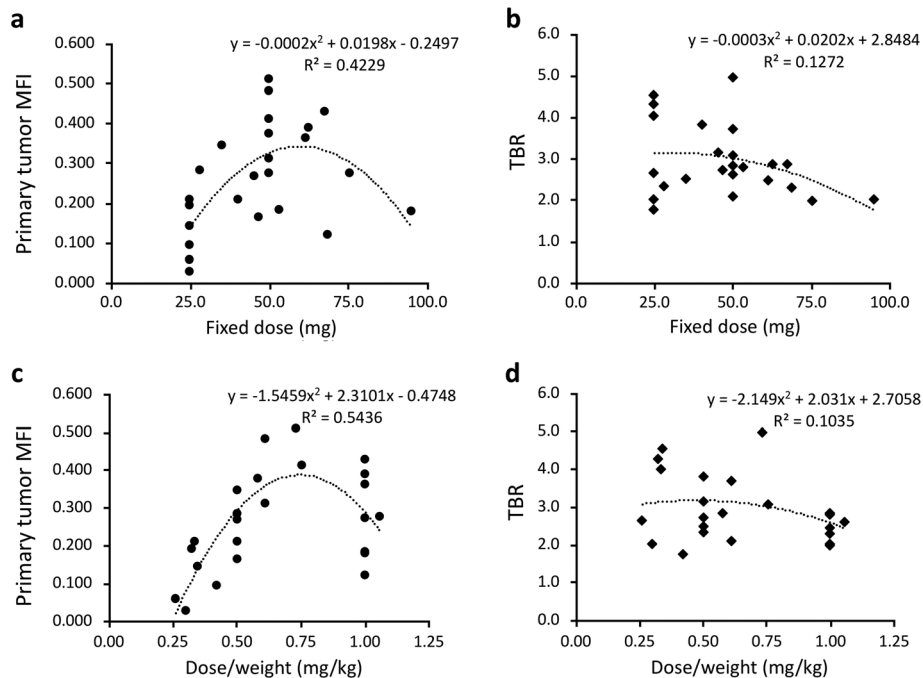 a
y = -0.0002x² + 0.0198x - 0.2497
R² = 0.4229
Primary tumor MFI
0.600
0.500
0.400
0.300
0.200
0.100
0.000
0.0 25.0 50.0 75.0 100.0
Fixed dose (mg)
b
y = -0.0003x² + 0.0202x + 2.8484
R² = 0.1272
TBR
6.0
5.0
4.0
3.0
2.0
1.0
0.0 25.0 50.0 75.0 100.0
Fixed dose (mg)
c
y = -1.5459x² + 2.3101x - 0.4748
R² = 0.5436
Primary tumor MFI
0.600
0.500
0.400
0.300
0.200
0.100
0.000
0.00 0.25 0.50 0.75 1.00 1.25
Dose/weight (mg/kg)
d
y = -2.149x² + 2.031x + 2.7058
R² = 0.1035
TBR
6.0
5.0
4.0
3.0
2.0
1.0
0.0
0.00 0.25 0.50 0.75 1.00 1.25
Dose/weight (mg/kg)